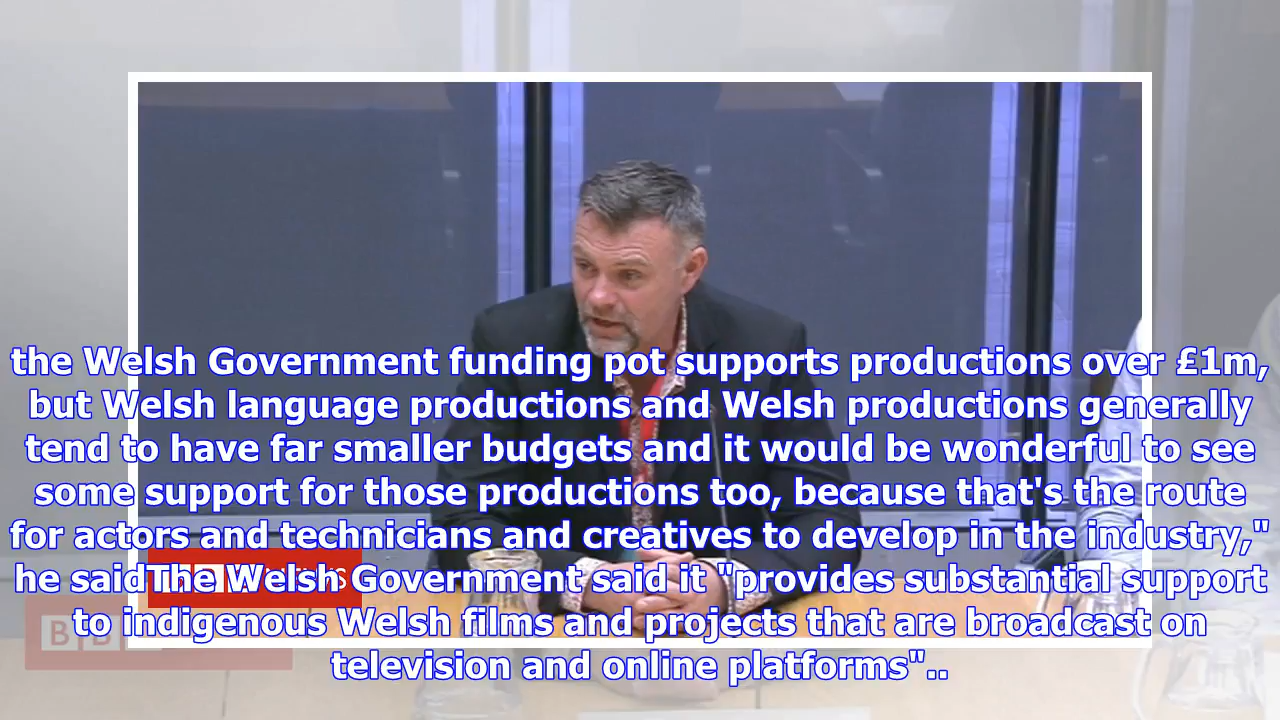 the Welsh Government funding pot supports productions over £1m,
but Welsh language productions and Welsh productions generally
tend to have far smaller budgets and it would be wonderful to see
some support for those productions too, because that's the route
for actors and technicians and creatives to develop in the industry,"
he saidThe Welsh Government said it "provides substantial support
to indigenous Welsh films and projects that are broadcast on
television and online platforms"..